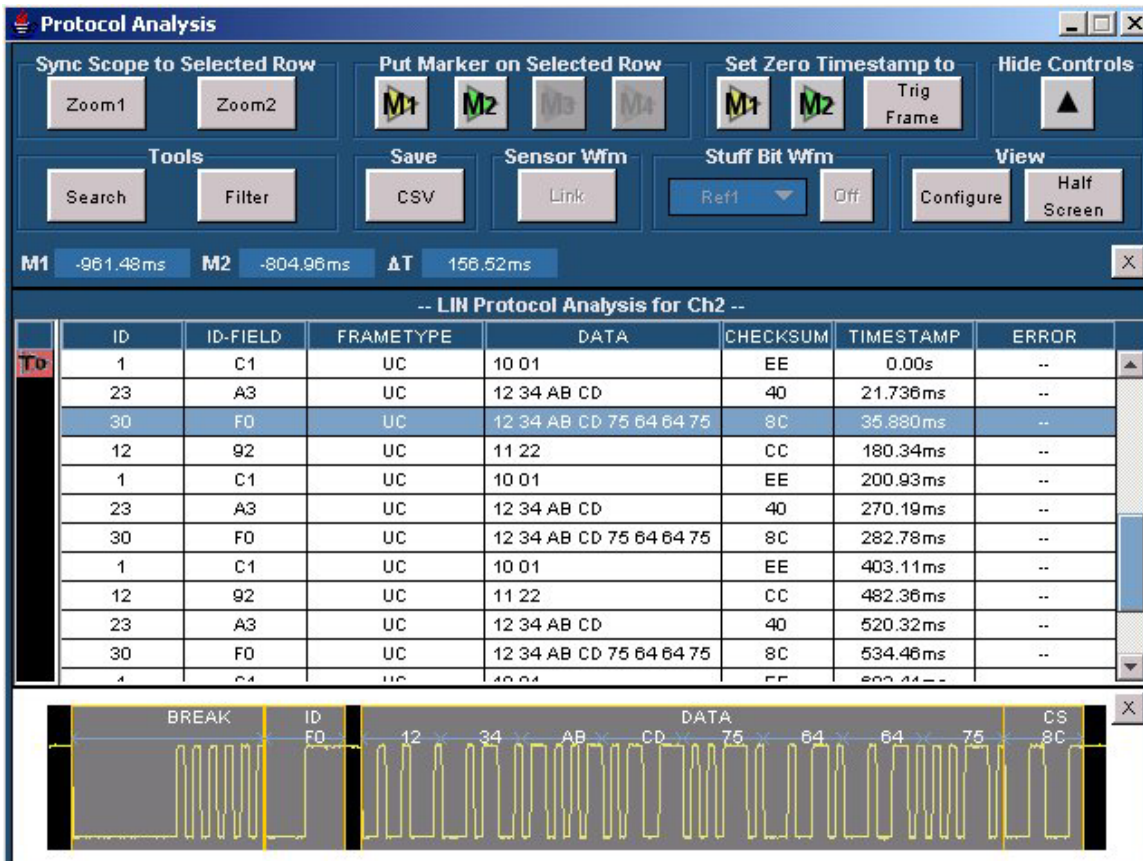 Protocol Analysis
Sync Scope to Selected Row Put Marker on Selected Row Set Zero Timestamp to Hide Controls
Zoom1 Zoom2 M1 M2 M3 M4 M1 M2 Trig Frame
Tools Save Sensor Wfm Stuff Bit Wfm View
Search Filter CSV Link Ref1 Off Configure Half Screen
M1 -961.48ms M2 -804.96ms ΔT 156.52ms X
-- LIN Protocol Analysis for Ch2 --
ID ID-FIELD FRAMETYPE DATA CHECKSUM TIMESTAMP ERROR
To 1 C1 UC 10 01 EE 0.00s --
23 A3 UC 12 34 AB CD 40 21.736ms --
30 F0 UC 12 34 AB CD 75 64 64 75 8C 35.880ms --
12 92 UC 11 22 CC 180.34ms --
1 C1 UC 10 01 EE 200.93ms --
23 A3 UC 12 34 AB CD 40 270.19ms --
30 F0 UC 12 34 AB CD 75 64 64 75 8C 282.78ms --
1 C1 UC 10 01 EE 403.11ms --
12 92 UC 11 22 CC 482.36ms --
23 A3 UC 12 34 AB CD 40 520.32ms --
30 F0 UC 12 34 AB CD 75 64 64 75 8C 534.46ms --
BREAK ID DATA CS X
F0 12 34 AB CD 75 64 64 75 8C